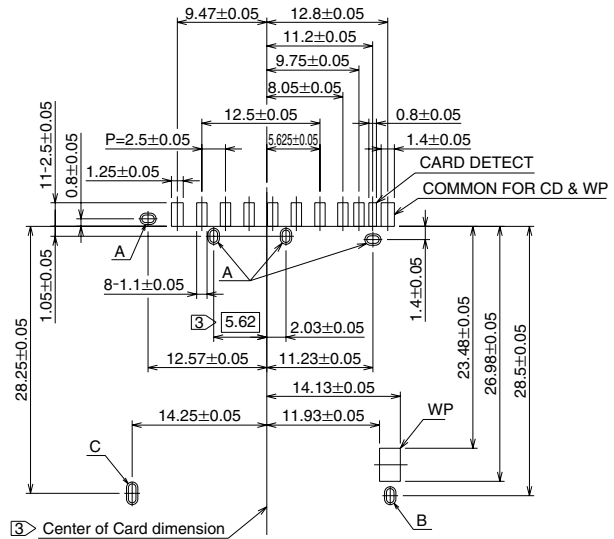 9.47±0.05
12.8±0.05
11.2±0.05
9.75±0.05
8.05±0.05
12.5±0.05
0.8±0.05
P=2.5±0.05
5.625±0.05
1.4±0.05
11-2.5±0.05
0.8±0.05
1.25±0.05
CARD DETECT
COMMON FOR CD & WP
A
A
1.05±0.05
8-1.1±0.05
1.4±0.05
3 5.62
2.03±0.05
28.25±0.05
23.48±0.05
26.98±0.05
28.5±0.05
12.57±0.05
11.23±0.05
14.13±0.05
14.25±0.05
11.93±0.05
WP
C
B
3 Center of Card dimension